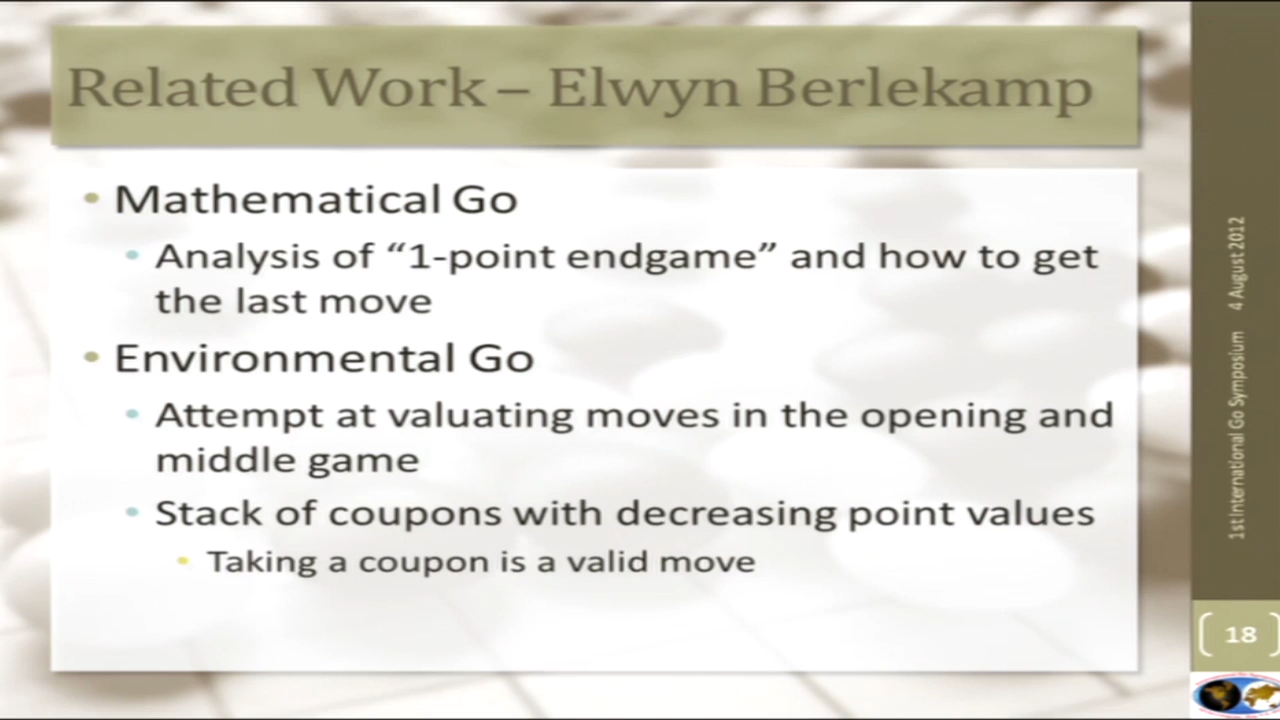 Related Work – Elwyn Berlekamp
• Mathematical Go
• Analysis of “1-point endgame” and how to get
the last move
• Environmental Go
• Attempt at valuating moves in the opening and
middle game
• Stack of coupons with decreasing point values
• Taking a coupon is a valid move
1st International Go Symposium 4 August 2012
18